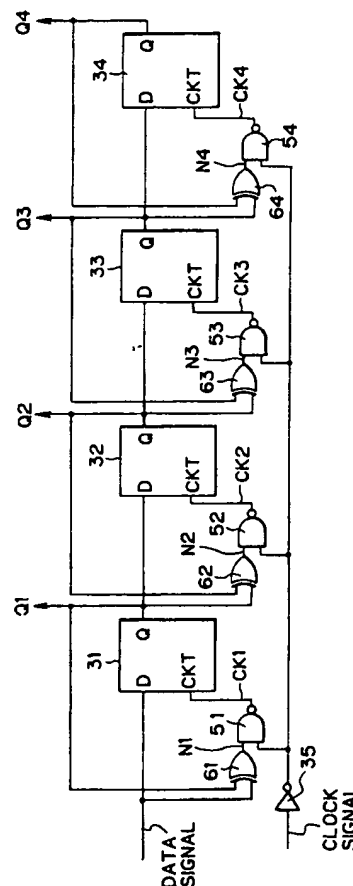 Q1
Q2
Q3
Q4
31
32
33
34
D
Q
D
Q
D
Q
D
Q
CKT
CKT
CKT
CKT
CK1
CK2
CK3
CK4
N1
N2
N3
N4
61
51
62
52
63
53
64
54
35
DATA
SIGNAL
CLOCK
SIGNAL